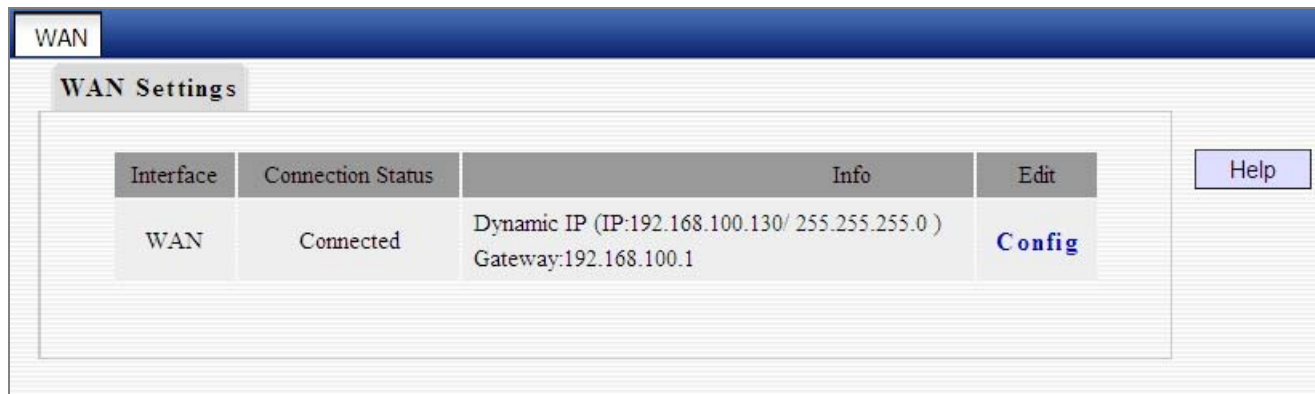 WAN
WAN Settings
Interface Connection Status Info Edit
Help
WAN Connected Dynamic IP (IP:192.168.100.130/ 255.255.255.0 )
Gateway:192.168.100.1
Config